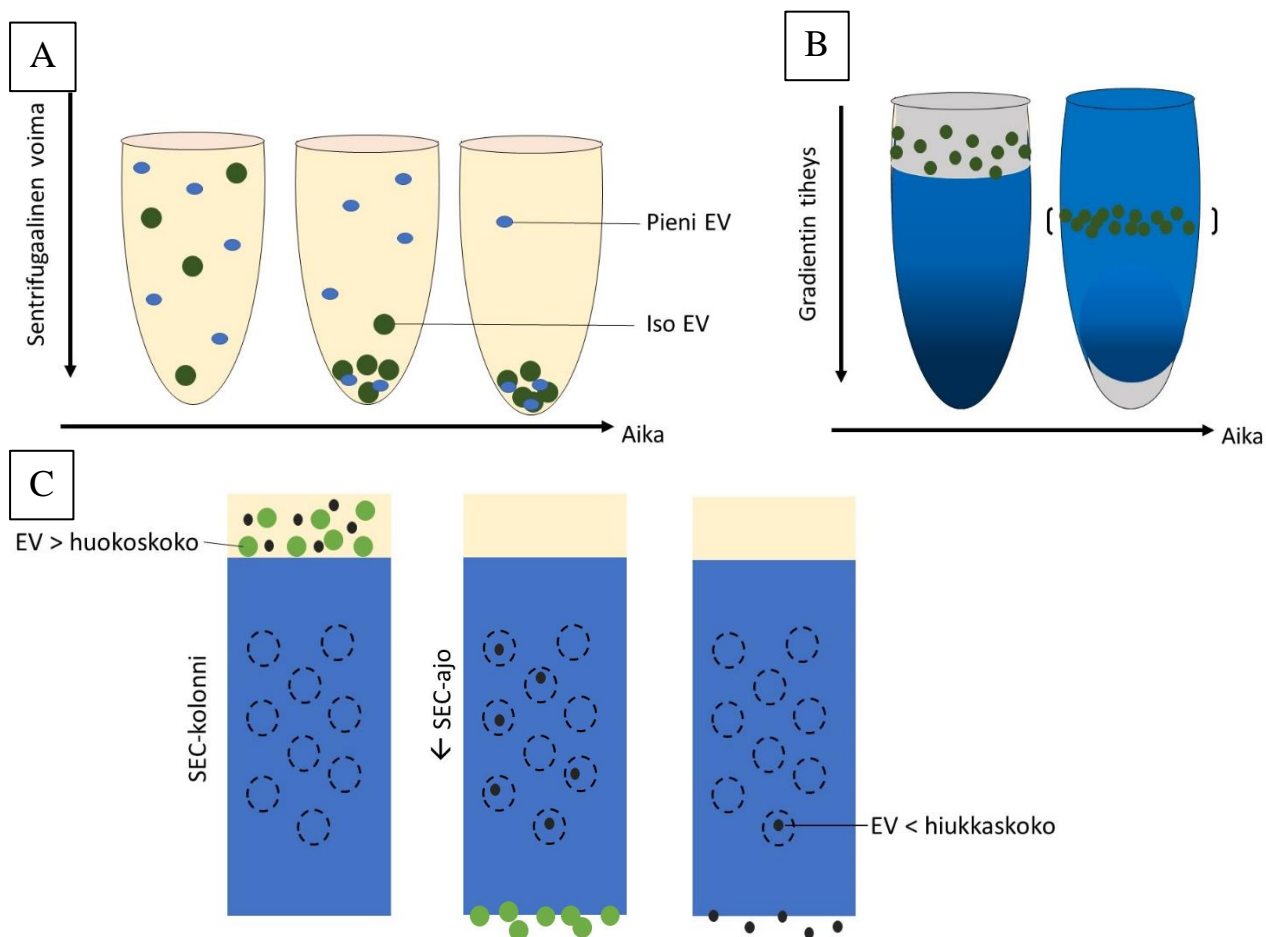 A
Sentrifugaalinen voima
Pieni EV
Iso EV
Aika
B
Gradientin tiheys
Aika
C
EV > huokoskoko
SEC-kolonni
← SEC-ajo
EV < hiukkaskoko